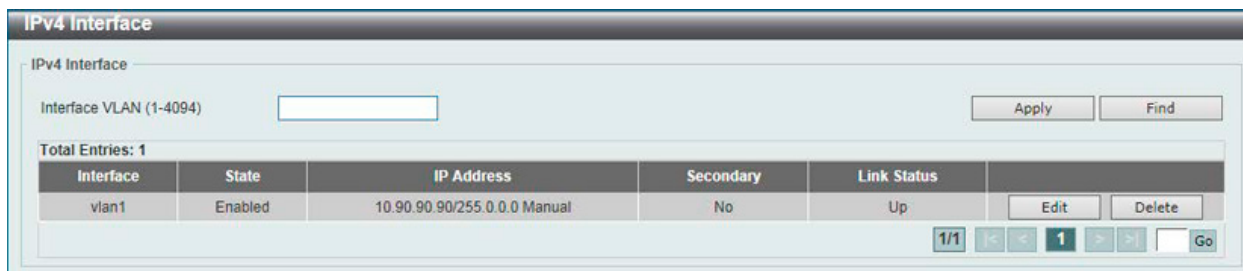 IPv4 Interface
IPv4 Interface
Interface VLAN (1-4094) Apply Find
Total Entries: 1
Interface State IP Address Secondary Link Status
vlan1 Enabled 10.90.90.90/255.0.0.0 Manual No Up Edit Delete
1/1 |< < 1 > >| Go